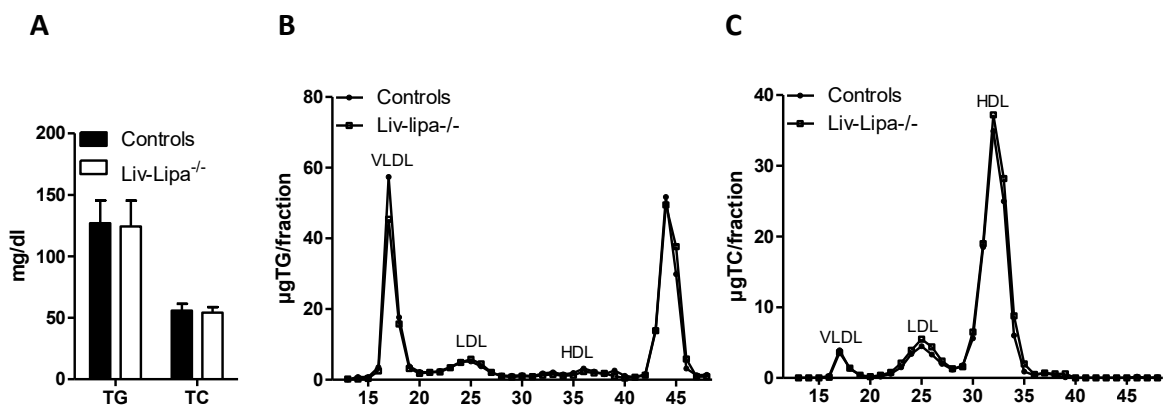 A
B
C
mg/dl
200
150
100
50
0
Controls
Liv-Lipa-/-
TG TC
µgTG/fraction
80
60
40
20
0
Controls
Liv-lipa-/-
VLDL
LDL
HDL
15 20 25 30 35 40 45
µgTC/fraction
40
30
20
10
0
Controls
Liv-Lipa-/-
HDL
VLDL
LDL
15 20 25 30 35 40 45